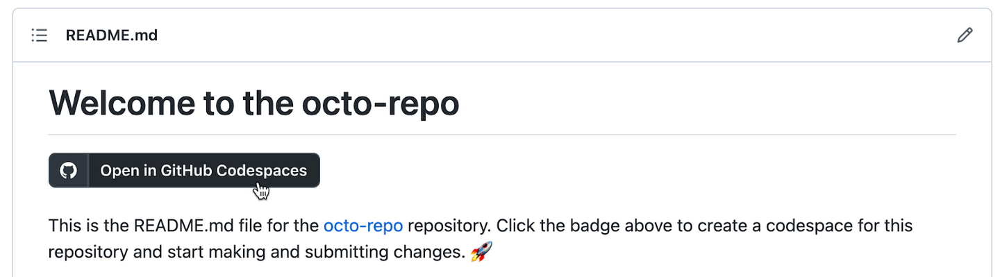 README.md
Welcome to the octo-repo
Open in GitHub Codespaces
This is the README.md file for the octo-repo repository. Click the badge above to create a codespace for this
repository and start making and submitting changes. 🚀